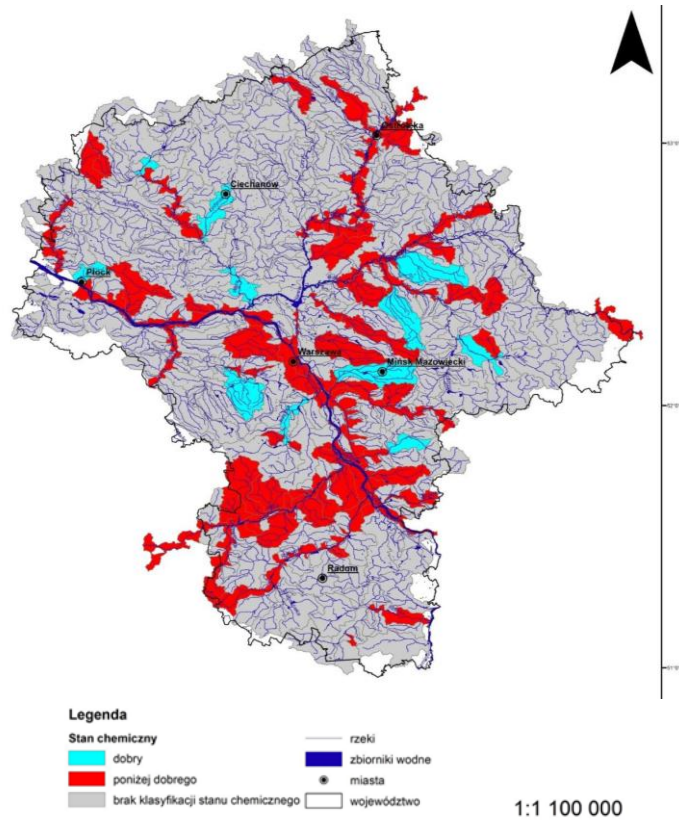 Ostrołęka
Ciechanów
Płock
Warszawa
Mińsk Mazowiecki
Radom
Legenda
Stan chemiczny
dobry
poniżej dobrego
brak klasyfikacji stanu chemicznego
rzeki
zbiorniki wodne
miasta
województwo
1:1 100 000